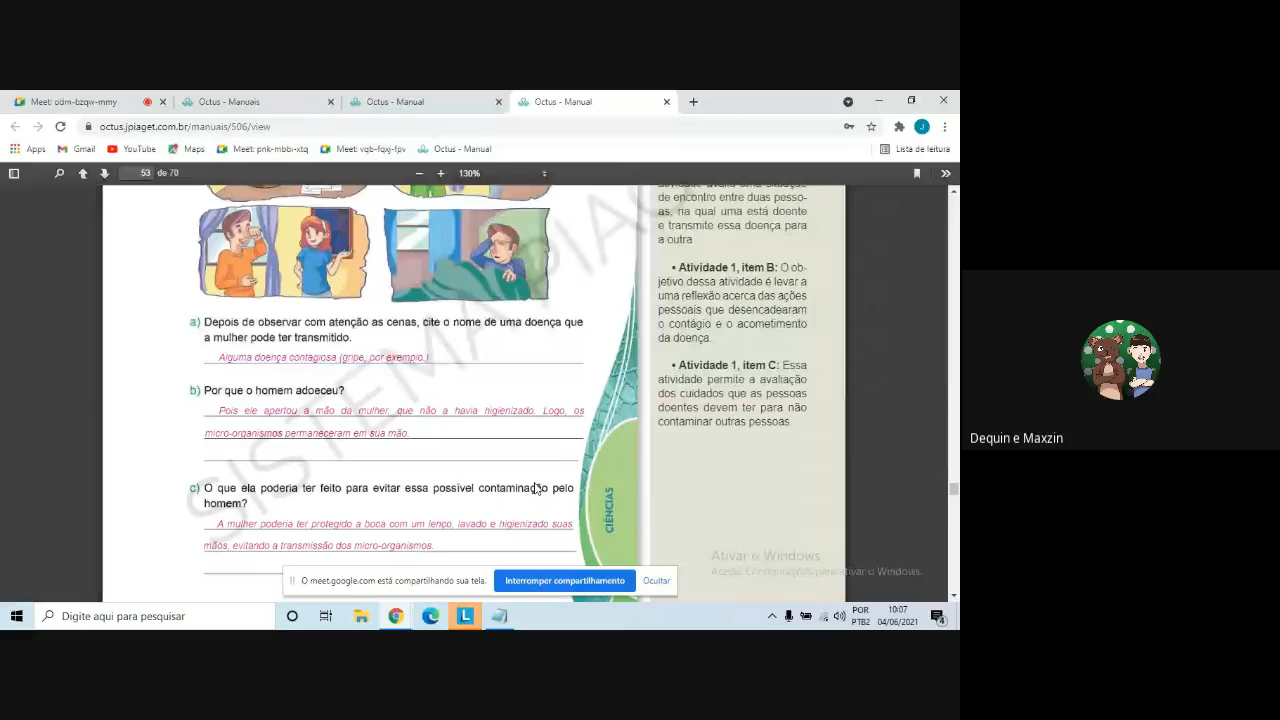 Meet: odm-bzqw-mmy
Octus - Manuais
Octus - Manual
Octus - Manual
octus.jpiaget.com.br/manuais/506/view
Apps
Gmail
YouTube
Maps
Meet: pnk-mbbi-xtq
Meet: vqb-fqxj-fpv
Octus - Manual
Lista de leitura
53 de 70
130%
a) Depois de observar com atenção as cenas, cite o nome de uma doença que
a mulher pode ter transmitido.
Alguma doença contagiosa (gripe, por exemplo.)
b) Por que o homem adoeceu?
Pois ele apertou a mão da mulher, que não a havia higienizado. Logo, os
micro-organismos permaneceram em sua mão.
c) O que ela poderia ter feito para evitar essa possível contaminação pelo
homem?
A mulher poderia ter protegido a boca com um lenço, lavado e higienizado suas
mãos, evitando a transmissão dos micro-organismos.
SISTEMA PIAG
CIÊNCIAS
de encontro entre duas pesso-
as, na qual uma está doente
e transmite essa doença para
a outra.
• Atividade 1, item B: O ob-
jetivo dessa atividade é levar a
uma reflexão acerca das ações
pessoais que desencadearam
o contágio e o acometimento
da doença.
• Atividade 1, item C: Essa
atividade permite a avaliação
dos cuidados que as pessoas
doentes devem ter para não
contaminar outras pessoas.
Ativar o Windows
Acesse Configurações para ativar o Windows.
O meet.google.com está compartilhando sua tela.
Interromper compartilhamento
Ocultar
Digite aqui para pesquisar
L
POR
PTB2
10:07
04/06/2021
4
J
Dequin e Maxzin